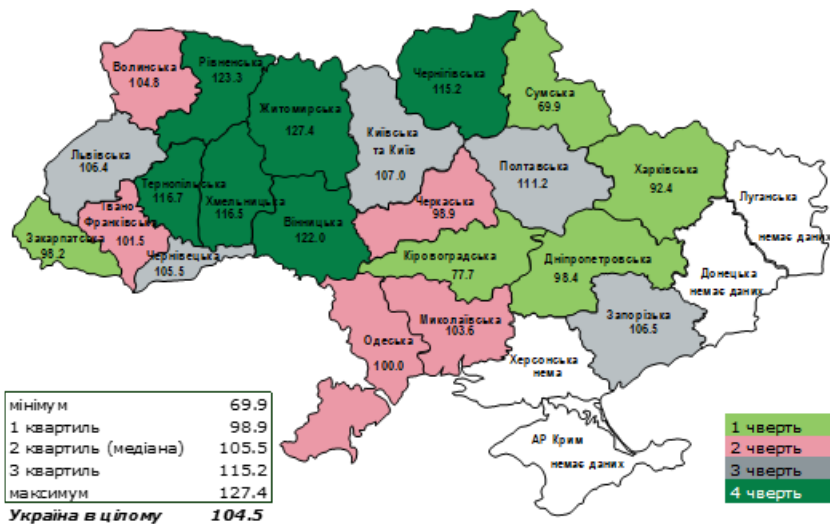 Волинська
104.8
Рівненська
123.3
Житомирська
127.4
Київська
та Київ
107.0
Чернігівська
115.2
Сумська
69.9
Львівська
106.4
Тернопільська
116.7
Хмельницька
116.5
Вінницька
122.0
Черкаська
98.9
Полтавська
111.2
Харківська
92.4
Луганська
немає даних
Закарпатська
98.2
Івано
Франківська
101.5
Чернівецька
105.5
Кіровоградська
77.7
Дніпропетровська
98.4
Донецька
немає даних
Одеська
100.0
Миколаївська
103.6
Запорізька
106.5
Херсонська
нема
АР Крим
немає даних
мінімум 69.9
1 квартиль 98.9
2 квартиль (медіана) 105.5
3 квартиль 115.2
максимум 127.4
Україна в цілому 104.5
1 чверть
2 чверть
3 чверть
4 чверть